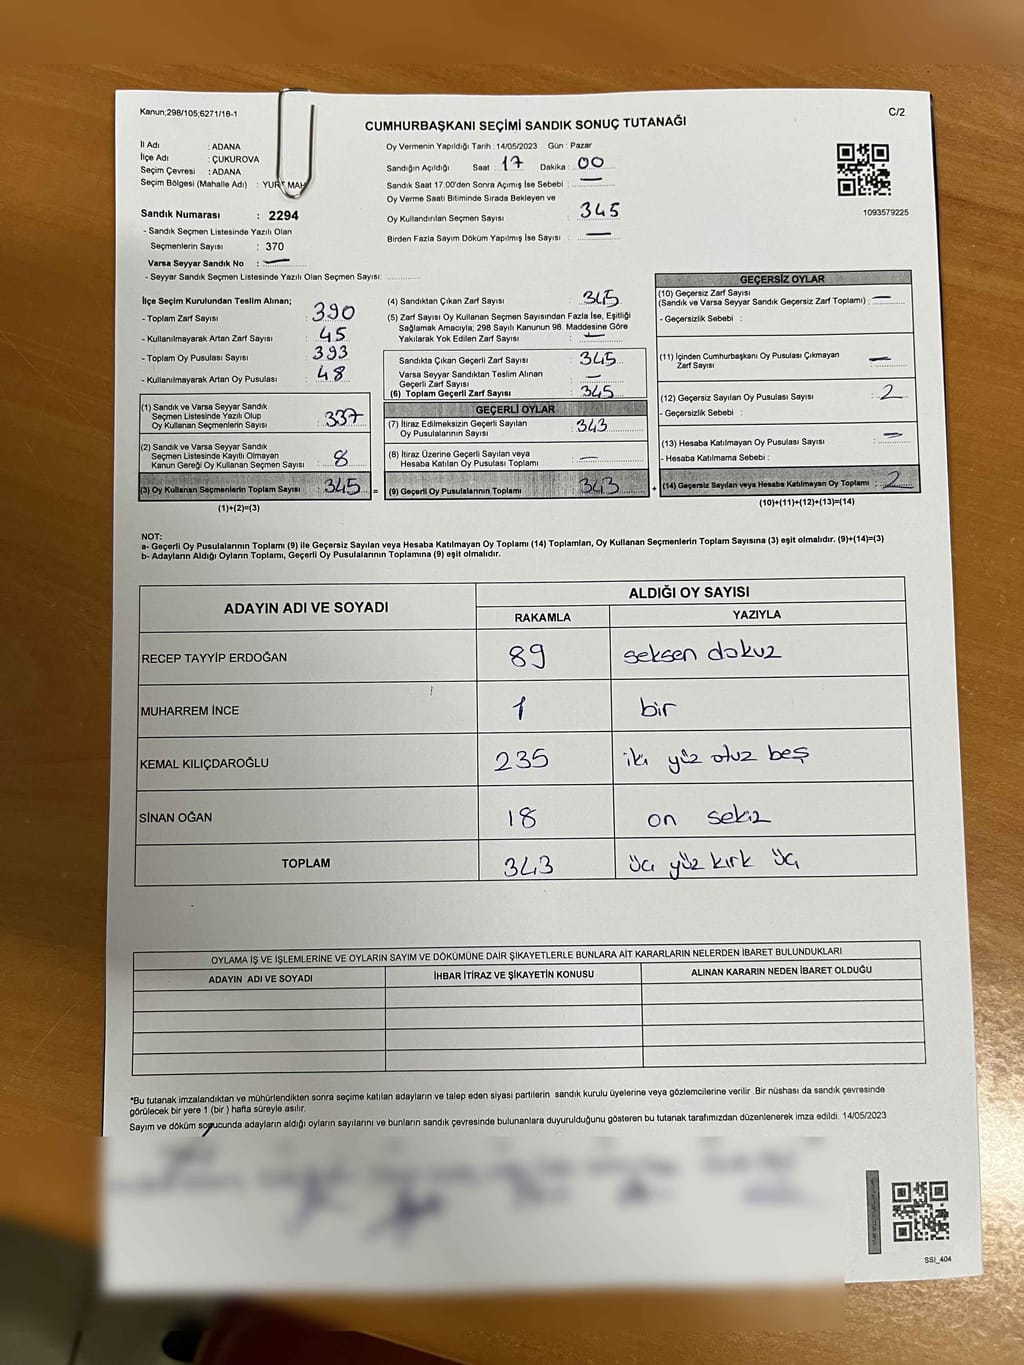 Kanun;298/105;6271/18-1
C/2
CUMHURBAŞKANI SEÇİMİ SANDIK SONUÇ TUTANAĞI
İl Adı : ADANA
İlçe Adı : ÇUKUROVA
Seçim Çevresi : ADANA
Seçim Bölgesi (Mahalle Adı) : YURT MAH
Sandık Numarası : 2294
- Sandık Seçmen Listesinde Yazılı Olan
Seçmenlerin Sayısı : 370
Varsa Seyyar Sandık No : —
- Seyyar Sandık Seçmen Listesinde Yazılı Olan Seçmen Sayısı: ............
Oy Vermenin Yapıldığı Tarih : 14/05/2023 Gün : Pazar
Sandığın Açıldığı Saat : 17 Dakika : 00
Sandık Saat 17:00'den Sonra Açımış İse Sebebi : —
Oy Verme Saati Bitiminde Sırada Bekleyen ve
Oy Kullandırılan Seçmen Sayısı : 345
Birden Fazla Sayım Döküm Yapılmış İse Sayısı : —
1093579225
İlçe Seçim Kurulundan Teslim Alınan;
- Toplam Zarf Sayısı : 390
- Kullanılmayarak Artan Zarf Sayısı : 45
- Toplam Oy Pusulası Sayısı : 393
- Kullanılmayarak Artan Oy Pusulası : 48
(1) Sandık ve Varsa Seyyar Sandık
Seçmen Listesinde Yazılı Olup
Oy Kullanan Seçmenlerin Sayısı : 337
(2) Sandık ve Varsa Seyyar Sandık
Seçmen Listesinde Kayıtlı Olmayan
Kanun Gereği Oy Kullanan Seçmen Sayısı : 8
(3) Oy Kullanan Seçmenlerin Toplam Sayısı : 345 =
(1)+(2)=(3)
(4) Sandıktan Çıkan Zarf Sayısı : 345
(5) Zarf Sayısı Oy Kullanan Seçmen Sayısından Fazla İse, Eşitliği
Sağlamak Amacıyla; 298 Sayılı Kanunun 98. Maddesine Göre
Yakılarak Yok Edilen Zarf Sayısı : —
Sandıkta Çıkan Geçerli Zarf Sayısı : 345
Varsa Seyyar Sandıktan Teslim Alınan
Geçerli Zarf Sayısı : —
(6) Toplam Geçerli Zarf Sayısı : 345
GEÇERLİ OYLAR
(7) İtiraz Edilmeksizin Geçerli Sayılan
Oy Pusulalarının Sayısı : 343
(8) İtiraz Üzerine Geçerli Sayılan veya
Hesaba Katılan Oy Pusulası Toplamı : —
(9) Geçerli Oy Pusulalarının Toplamı : 343 +
GEÇERSİZ OYLAR
(10) Geçersiz Zarf Sayısı
(Sandık ve Varsa Seyyar Sandık Geçersiz Zarf Toplamı) : —
- Geçersizlik Sebebi :
(11) İçinden Cumhurbaşkanı Oy Pusulası Çıkmayan
Zarf Sayısı : —
(12) Geçersiz Sayılan Oy Pusulası Sayısı : 2
- Geçersizlik Sebebi :
(13) Hesaba Katılmayan Oy Pusulası Sayısı : —
- Hesaba Katılmama Sebebi :
(14) Geçersiz Sayılan veya Hesaba Katılmayan Oy Toplamı : 2
(10)+(11)+(12)+(13)=(14)
NOT:
a- Geçerli Oy Pusulalarının Toplamı (9) ile Geçersiz Sayılan veya Hesaba Katılmayan Oy Toplamı (14) Toplamları, Oy Kullanan Seçmenlerin Toplam Sayısına (3) eşit olmalıdır. (9)+(14)=(3)
b- Adayların Aldığı Oyların Toplamı, Geçerli Oy Pusulalarının Toplamına (9) eşit olmalıdır.
ADAYIN ADI VE SOYADI ALDIĞI OY SAYISI
RAKAMLA YAZIYLA
RECEP TAYYİP ERDOĞAN 89 seksen dokuz
MUHARREM İNCE 1 bir
KEMAL KILIÇDAROĞLU 235 iki yüz otuz beş
SİNAN OĞAN 18 on sekiz
TOPLAM 343 üç yüz kırk üç
OYLAMA İŞ VE İŞLEMLERİNE VE OYLARIN SAYIM VE DÖKÜMÜNE DAİR ŞİKAYETLERLE BUNLARA AİT KARARLARIN NELERDEN İBARET BULUNDUKLARI
ADAYIN ADI VE SOYADI İHBAR İTİRAZ VE ŞİKAYETİN KONUSU ALINAN KARARIN NEDEN İBARET OLDUĞU
*Bu tutanak imzalandıktan ve mühürlendikten sonra seçime katılan adayların ve talep eden siyasi partilerin sandık kurulu üyelerine veya gözlemcilerine verilir .Bir nüshası da sandık çevresinde
görülecek bir yere 1 (bir ) hafta süreyle asılır.
Sayım ve döküm sonucunda adayların aldığı oyların sayılarını ve bunların sandık çevresinde bulunanlara duyurulduğunu gösteren bu tutanak tarafımızdan düzenlenerek imza edildi. 14/05/2023
SSI_404